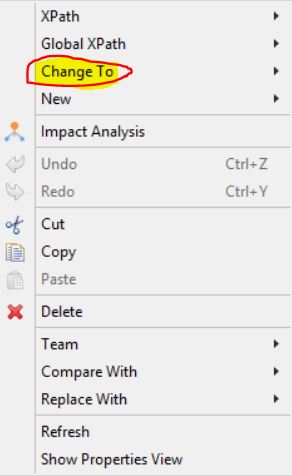 XPath
Global XPath
Change To
New
Impact Analysis
Undo Ctrl+Z
Redo Ctrl+Y
Cut
Copy
Paste
Delete
Team
Compare With
Replace With
Refresh
Show Properties View